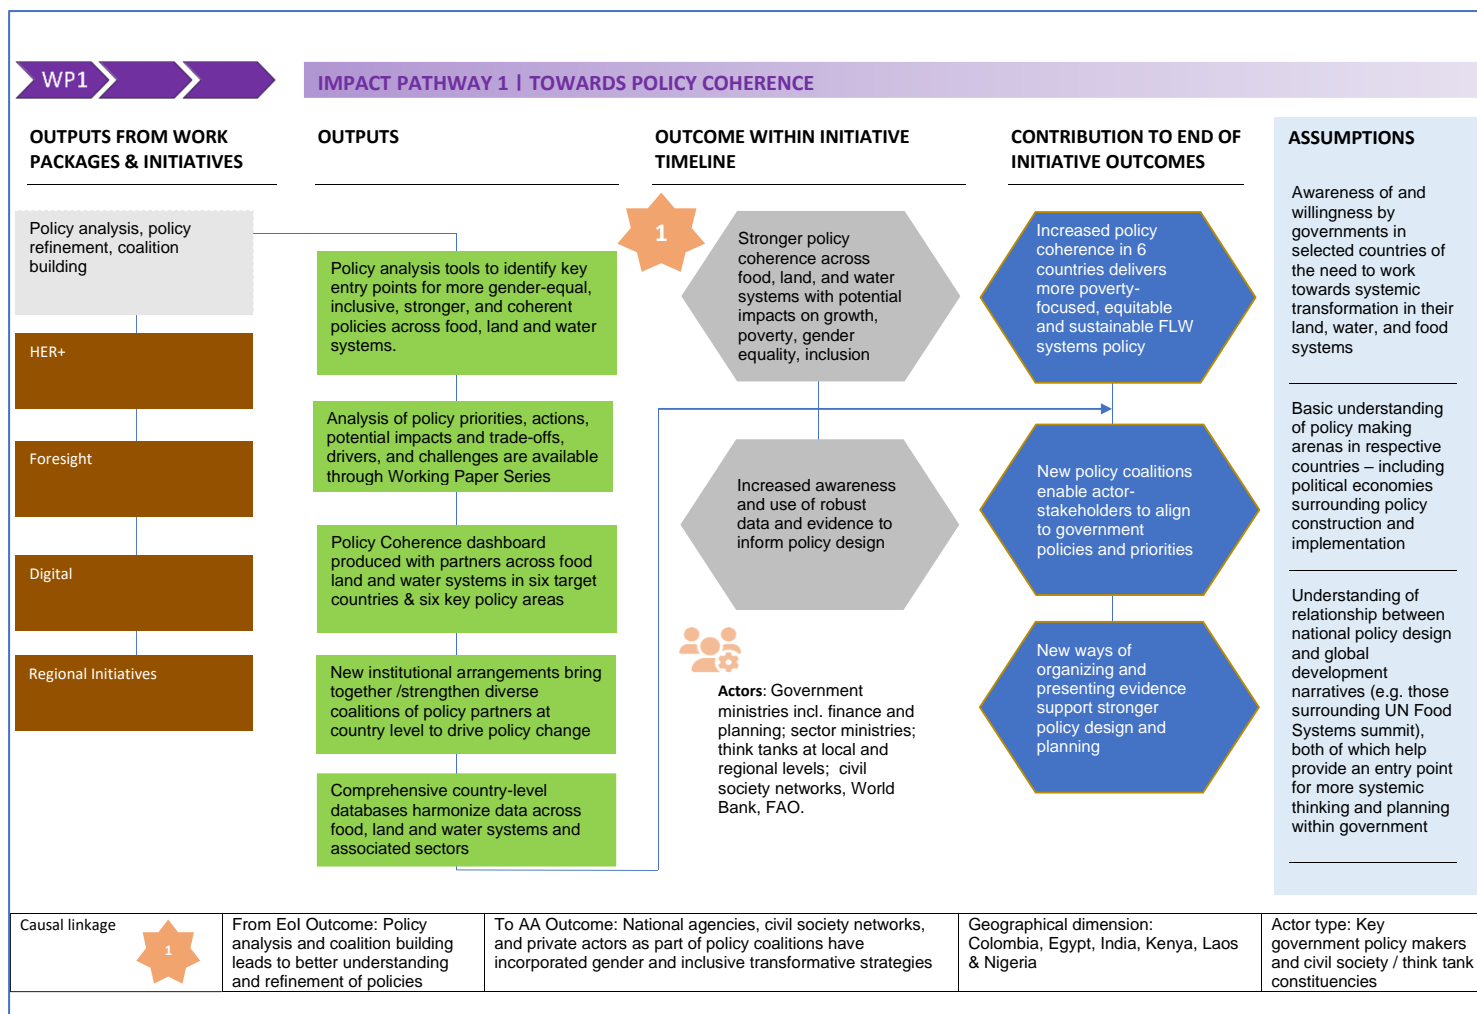 WP1
IMPACT PATHWAY 1 | TOWARDS POLICY COHERENCE
OUTPUTS FROM WORK
PACKAGES & INITIATIVES
Policy analysis, policy
refinement, coalition
building
HER+
Foresight
Digital
Regional Initiatives
OUTPUTS
Policy analysis tools to identify key
entry points for more gender-equal,
inclusive, stronger, and coherent
policies across food, land and water
systems.
Analysis of policy priorities, actions,
potential impacts and trade-offs,
drivers, and challenges are available
through Working Paper Series
Policy Coherence dashboard
produced with partners across food
land and water systems in six target
countries & six key policy areas
New institutional arrangements bring
together /strengthen diverse
coalitions of policy partners at
country level to drive policy change
Comprehensive country-level
databases harmonize data across
food, land and water systems and
associated sectors
OUTCOME WITHIN INITIATIVE
TIMELINE
1
Stronger policy
coherence across
food, land, and water
systems with potential
impacts on growth,
poverty, gender
equality, inclusion
Increased awareness
and use of robust
data and evidence to
inform policy design
Actors: Government
ministries incl. finance and
planning; sector ministries;
think tanks at local and
regional levels; civil
society networks, World
Bank, FAO.
CONTRIBUTION TO END OF
INITIATIVE OUTCOMES
Increased policy
coherence in 6
countries delivers
more poverty-
focused, equitable
and sustainable FLW
systems policy
New policy coalitions
enable actor-
stakeholders to align
to government
policies and priorities
New ways of
organizing and
presenting evidence
support stronger
policy design and
planning
ASSUMPTIONS
Awareness of and
willingness by
governments in
selected countries of
the need to work
towards systemic
transformation in their
land, water, and food
systems
Basic understanding
of policy making
arenas in respective
countries – including
political economies
surrounding policy
construction and
implementation
Understanding of
relationship between
national policy design
and global
development
narratives (e.g. those
surrounding UN Food
Systems summit),
both of which help
provide an entry point
for more systemic
thinking and planning
within government
Causal linkage
1
From EoI Outcome: Policy
analysis and coalition building
leads to better understanding
and refinement of policies
To AA Outcome: National agencies, civil society networks,
and private actors as part of policy coalitions have
incorporated gender and inclusive transformative strategies
Geographical dimension:
Colombia, Egypt, India, Kenya, Laos
& Nigeria
Actor type: Key
government policy makers
and civil society / think tank
constituencies